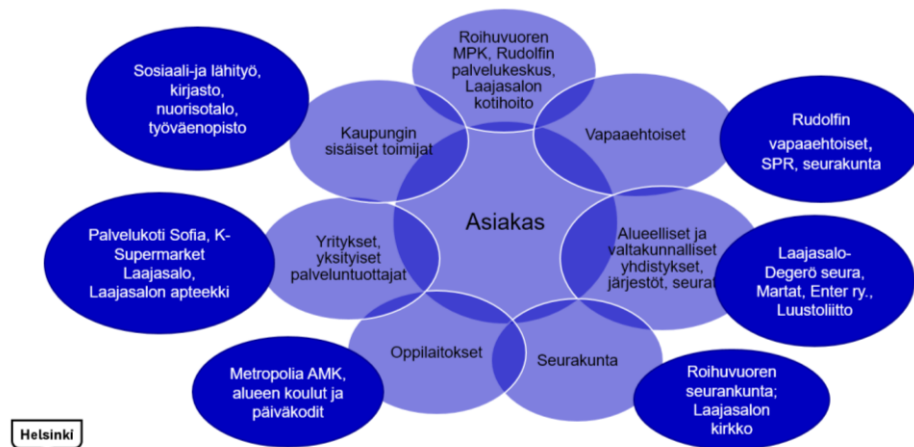 Roihuvuoren
MPK, Rudolfin
palvelukeskus,
Laajasalon
kotihoito
Sosiaali-ja lähityö,
kirjasto,
nuorisotalo,
työväenopisto
Kaupungin
sisäiset toimijat
Vapaaehtoiset
Rudolfin
vapaaehtoiset,
SPR, seurakunta
Asiakas
Palvelukoti Sofia, K-
Supermarket
Laajasalo,
Laajasalon apteekki
Yritykset,
yksityiset
palveluntuottajat
Alueelliset ja
valtakunnalliset
yhdistykset,
järjestöt, seurat
Laajasalo-
Degerö seura,
Martat, Enter ry.,
Luustoliitto
Metropolia AMK,
alueen koulut ja
päiväkodit
Oppilaitokset
Seurakunta
Roihuvuoren
seurankunta;
Laajasalon
kirkko
Helsinki